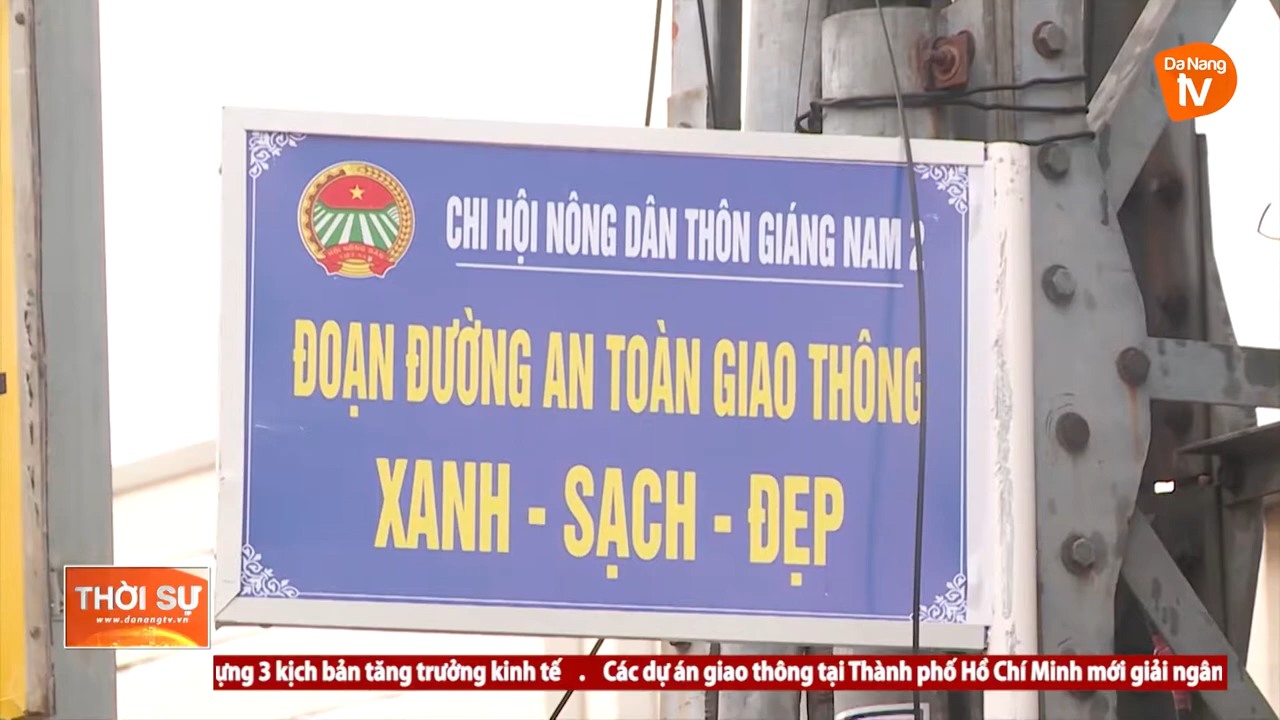 Da Nang
tv
CHI HỘI NÔNG DÂN THÔN GIÁNG NAM 2
ĐOẠN ĐƯỜNG AN TOÀN GIAO THÔNG
XANH - SẠCH - ĐẸP
THỜI SỰ
www.danangtv.vn
ựng 3 kịch bản tăng trưởng kinh tế . Các dự án giao thông tại Thành phố Hồ Chí Minh mới giải ngân